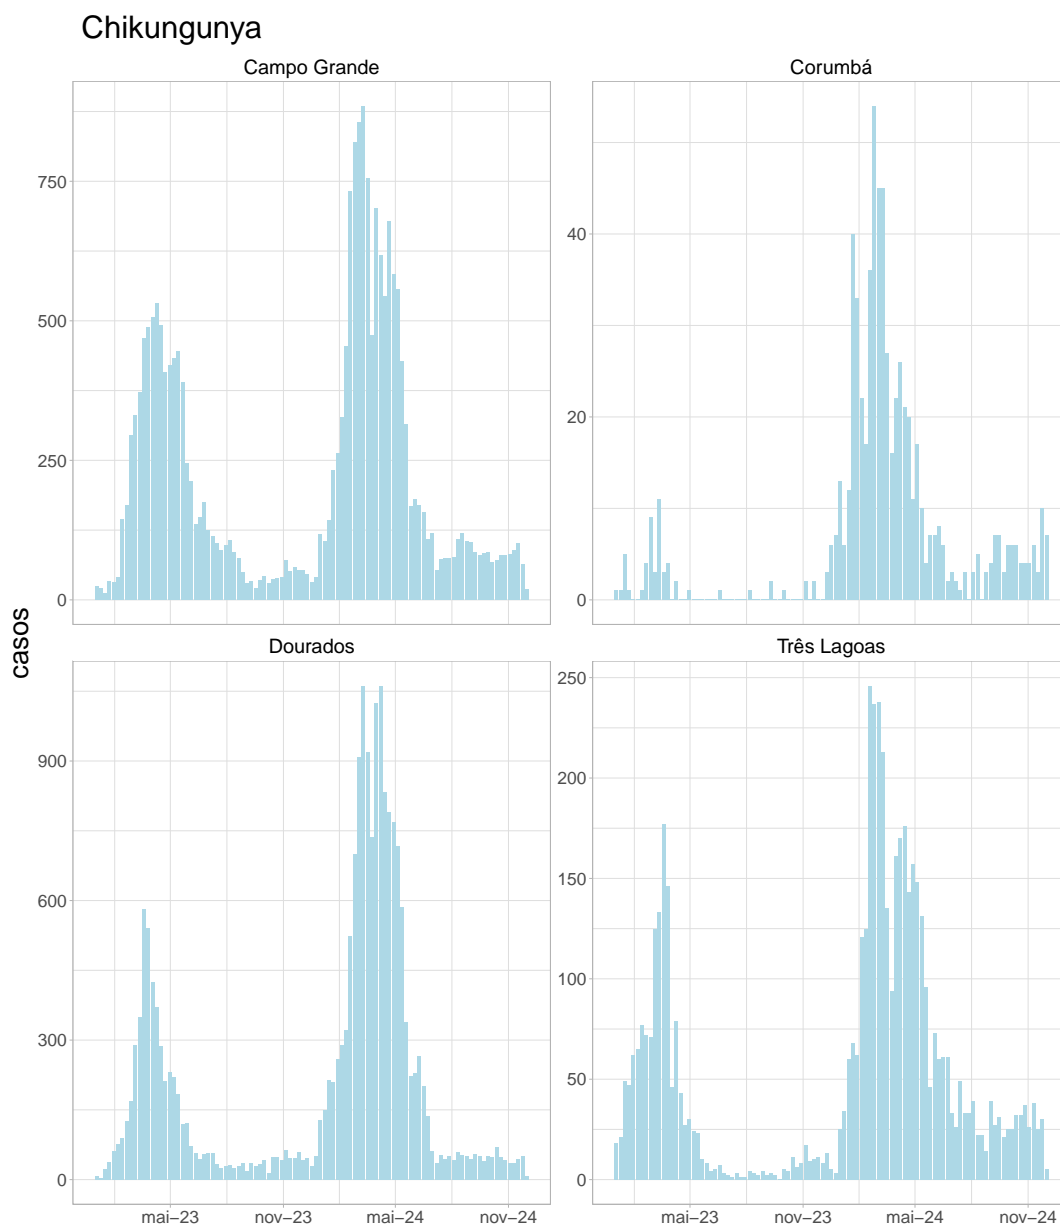 Chikungunya
Campo Grande
Corumbá
750
500
250
0
40
20
0
casos
Dourados
Três Lagoas
900
600
300
0
250
200
150
100
50
0
mai–23 nov–23 mai–24 nov–24
mai–23 nov–23 mai–24 nov–24